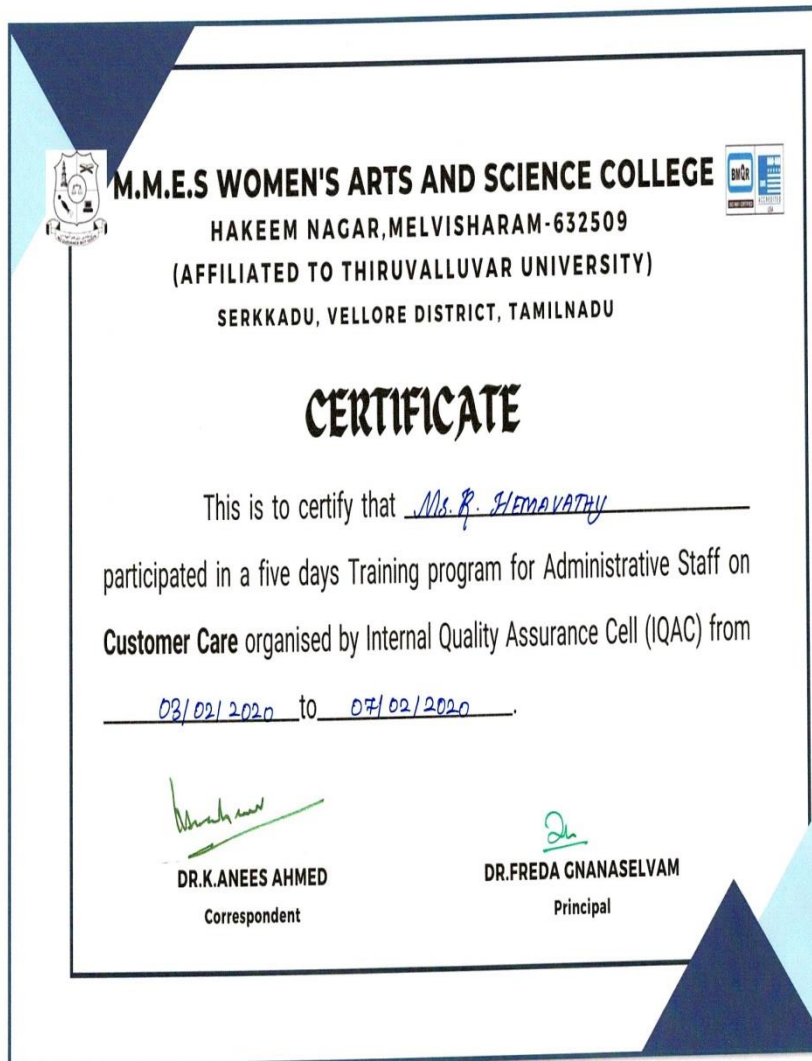 M.M.E.S WOMEN'S ARTS AND SCIENCE COLLEGE
BMQR
HAKEEM NAGAR,MELVISHARAM-632509
(AFFILIATED TO THIRUVALLUVAR UNIVERSITY)
SERKKADU, VELLORE DISTRICT, TAMILNADU
CERTIFICATE
This is to certify that Ms. R. HEMAVATHY
participated in a five days Training program for Administrative Staff on
Customer Care organised by Internal Quality Assurance Cell (IQAC) from
03/02/2020 to 07/02/2020.
DR.K.ANEES AHMED
Correspondent
DR.FREDA GNANASELVAM
Principal